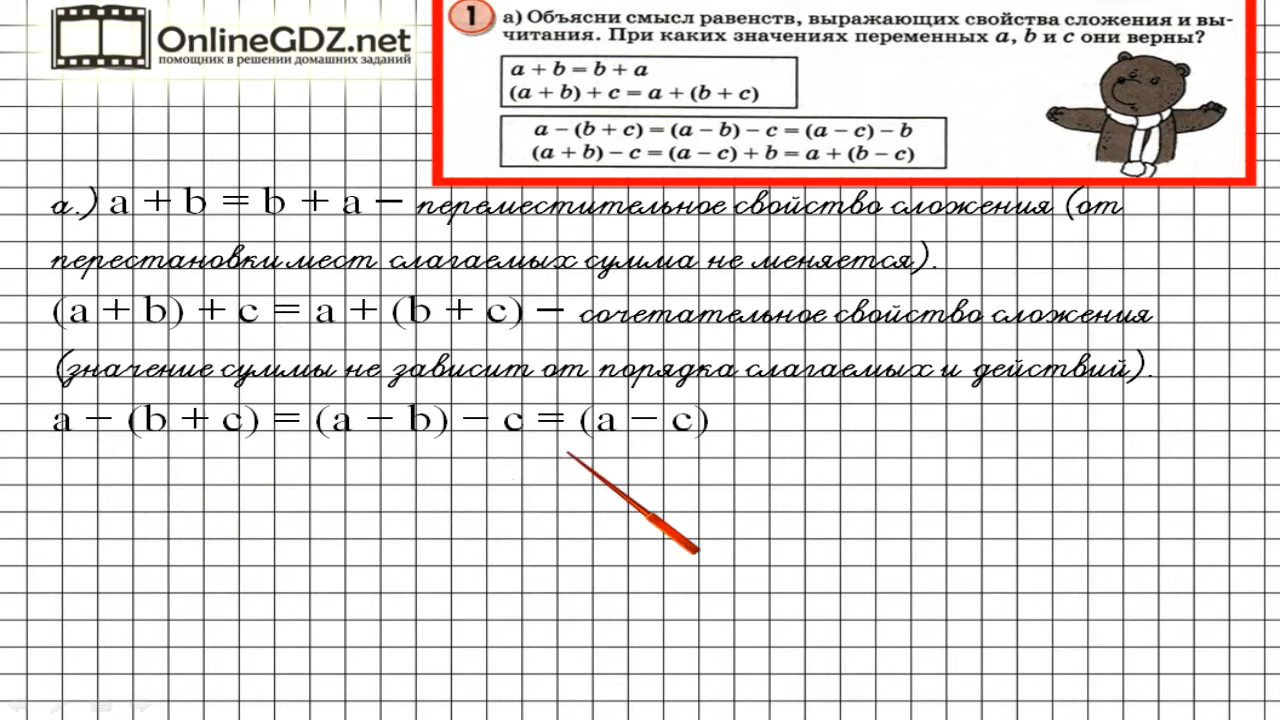 OnlineGDZ.net
помощник в решении домашних заданий
1 а) Объясни смысл равенств, выражающих свойства сложения и вы-
читания. При каких значениях переменных a, b и c они верны?
a + b = b + a
(a + b) + c = a + (b + c)
a − (b + c) = (a − b) − c = (a − c) − b
(a + b) − c = (a − c) + b = a + (b − c)
а.) a + b = b + a − переместительное свойство сложения (от
перестановки мест слагаемых сумма не меняется).
(a + b) + c = a + (b + c) − сочетательное свойство сложения
(значение суммы не зависит от порядка слагаемых и действий).
a − (b + c) = (a − b) − c = (a − c)